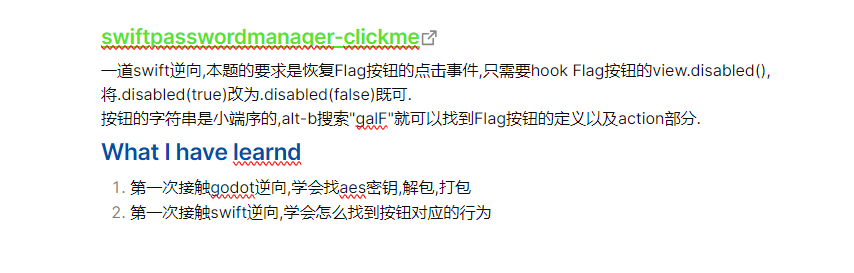 swiftpasswordmanager-clickme
一道swift逆向,本题的要求是恢复Flag按钮的点击事件,只需要hook Flag按钮的view.disabled(),
将.disabled(true)改为.disabled(false)既可.
按钮的字符串是小端序的,alt-b搜索"galF"就可以找到Flag按钮的定义以及action部分.
What I have learnd
1. 第一次接触godot逆向,学会找aes密钥,解包,打包
2. 第一次接触swift逆向,学会怎么找到按钮对应的行为